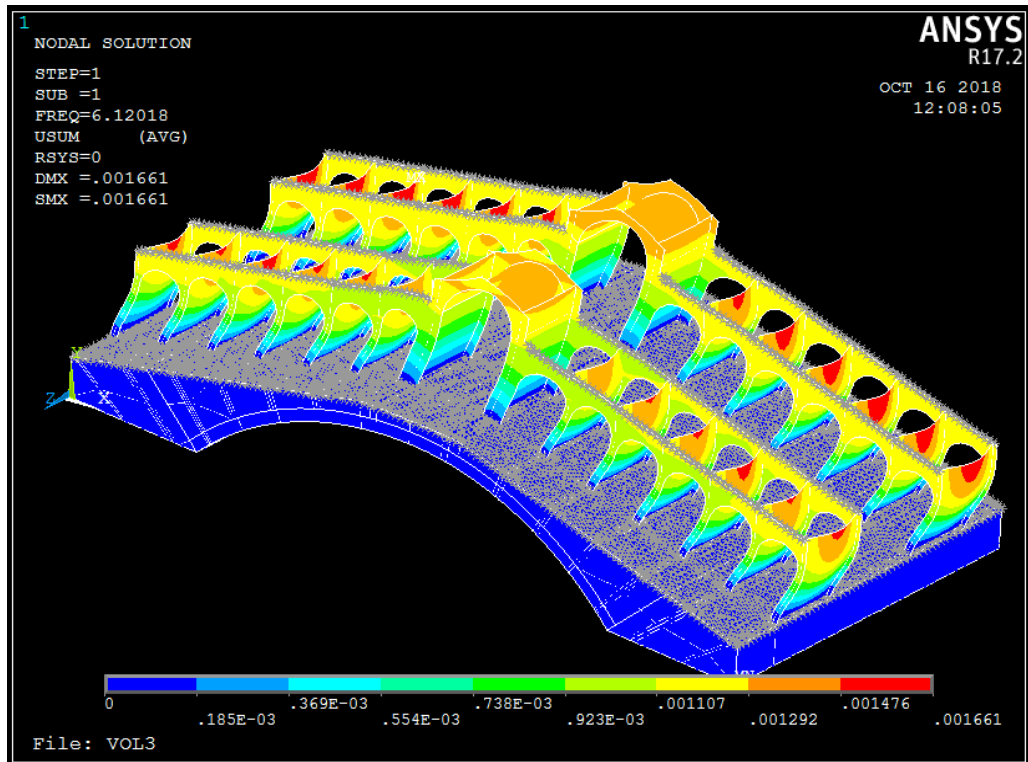 1
NODAL SOLUTION
STEP=1
SUB =1
FREQ=6.12018
USUM     (AVG)
RSYS=0
DMX =.001661
SMX =.001661
ANSYS
R17.2
OCT 16 2018
12:08:05
MX
Y
Z
X
MN
0
.185E-03
.369E-03
.554E-03
.738E-03
.923E-03
.001107
.001292
.001476
.001661
File: VOL3